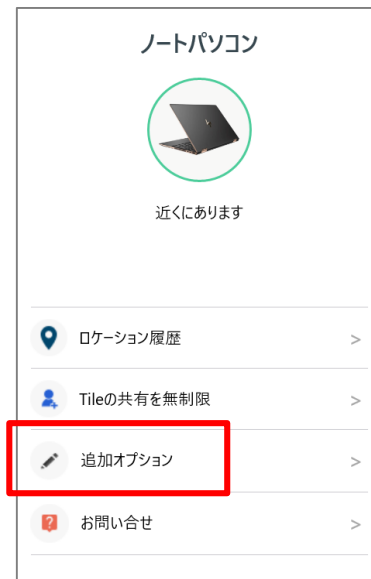 ノートパソコン
近くにあります
ロケーション履歴 >
Tileの共有を無制限 >
追加オプション >
お問い合せ >